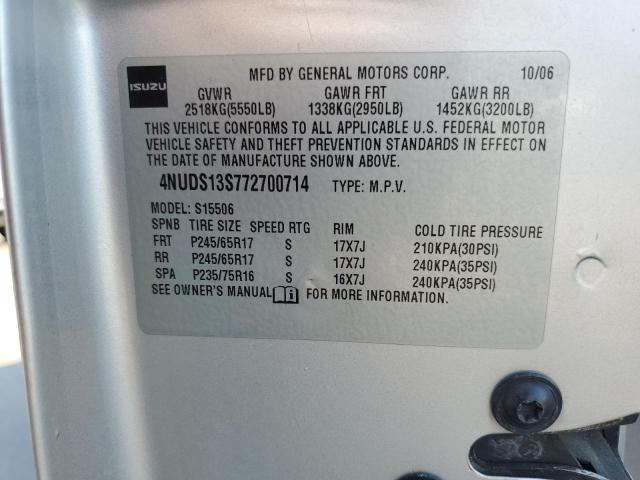 ISUZU
MFD BY GENERAL MOTORS CORP. 10/06
GVWR GAWR FRT GAWR RR
2518KG(5550LB) 1338KG(2950LB) 1452KG(3200LB)
THIS VEHICLE CONFORMS TO ALL APPLICABLE U.S. FEDERAL MOTOR
VEHICLE SAFETY AND THEFT PREVENTION STANDARDS IN EFFECT ON
THE DATE OF MANUFACTURE SHOWN ABOVE.
4NUDS13S772700714 TYPE: M.P.V.
MODEL: S15506
SPNB TIRE SIZE SPEED RTG RIM COLD TIRE PRESSURE
FRT P245/65R17 S 17X7J 210KPA(30PSI)
RR P245/65R17 S 17X7J 240KPA(35PSI)
SPA P235/75R16 S 16X7J 240KPA(35PSI)
SEE OWNER'S MANUAL FOR MORE INFORMATION.